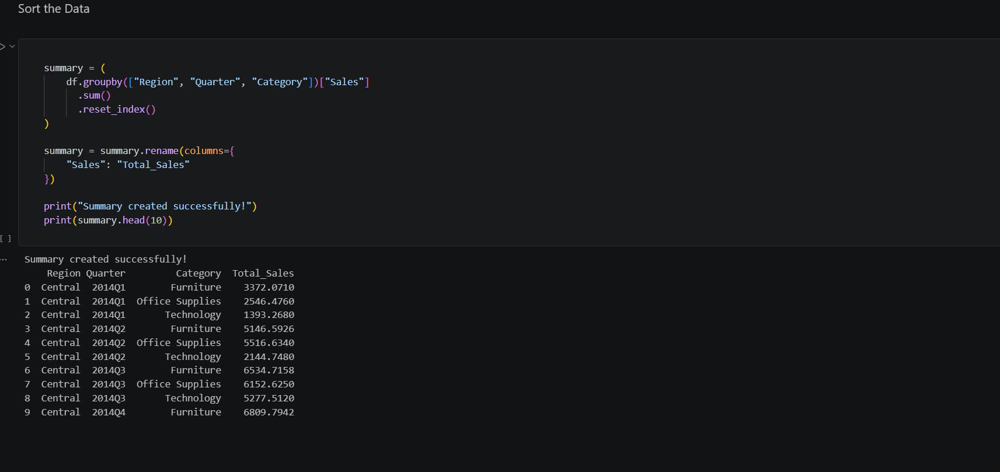 Sort the Data
summary = (
    df.groupby(["Region", "Quarter", "Category"])["Sales"]
      .sum()
      .reset_index()
)
summary = summary.rename(columns={
    "Sales": "Total_Sales"
})
print("Summary created successfully!")
print(summary.head(10))
[ ]
...
Summary created successfully!
    Region Quarter         Category  Total_Sales
0  Central  2014Q1        Furniture    3372.0710
1  Central  2014Q1  Office Supplies    2546.4760
2  Central  2014Q1       Technology    1393.2680
3  Central  2014Q2        Furniture    5146.5926
4  Central  2014Q2  Office Supplies    5516.6340
5  Central  2014Q2       Technology    2144.7480
6  Central  2014Q3        Furniture    6534.7158
7  Central  2014Q3  Office Supplies    6152.6250
8  Central  2014Q3       Technology    5277.5120
9  Central  2014Q4        Furniture    6809.7942